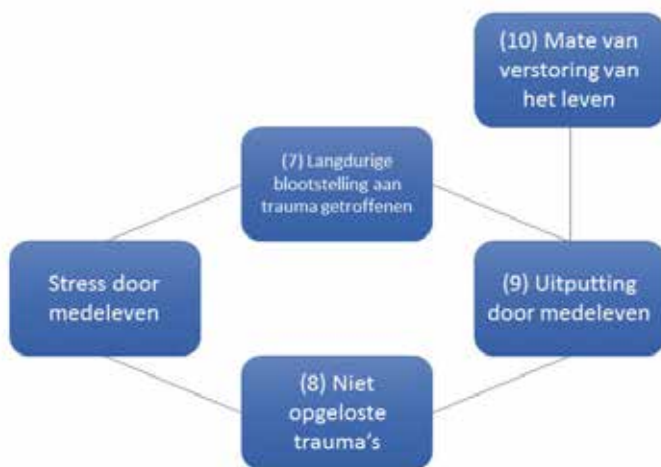 (10) Mate van
verstoring van
het leven
(7) Langdurige
blootstelling aan
trauma getroffenen
Stress door
medeleven
(9) Uitputting
door medeleven
(8) Niet
opgeloste
trauma's